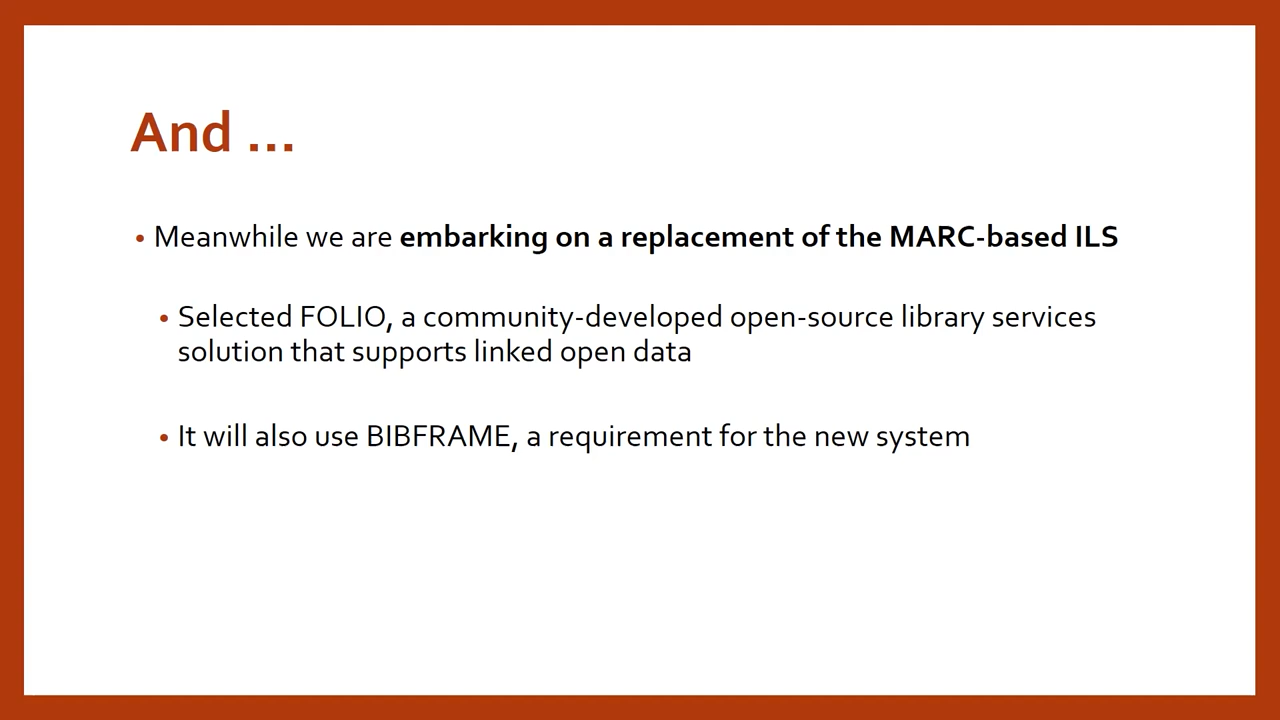 And ...
• Meanwhile we are embarking on a replacement of the MARC-based ILS
• Selected FOLIO, a community-developed open-source library services
solution that supports linked open data
• It will also use BIBFRAME, a requirement for the new system